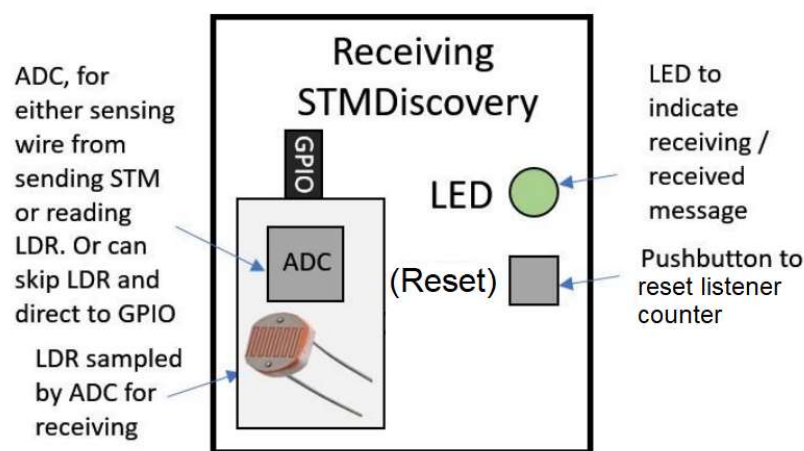 Receiving
STMDiscovery
ADC, for
either sensing
wire from
sending STM
or reading
LDR. Or can
skip LDR and
direct to GPIO
LDR sampled
by ADC for
receiving
GPIO
ADC
LED
(Reset)
LED to
indicate
receiving /
received
message
Pushbutton to
reset listener
counter